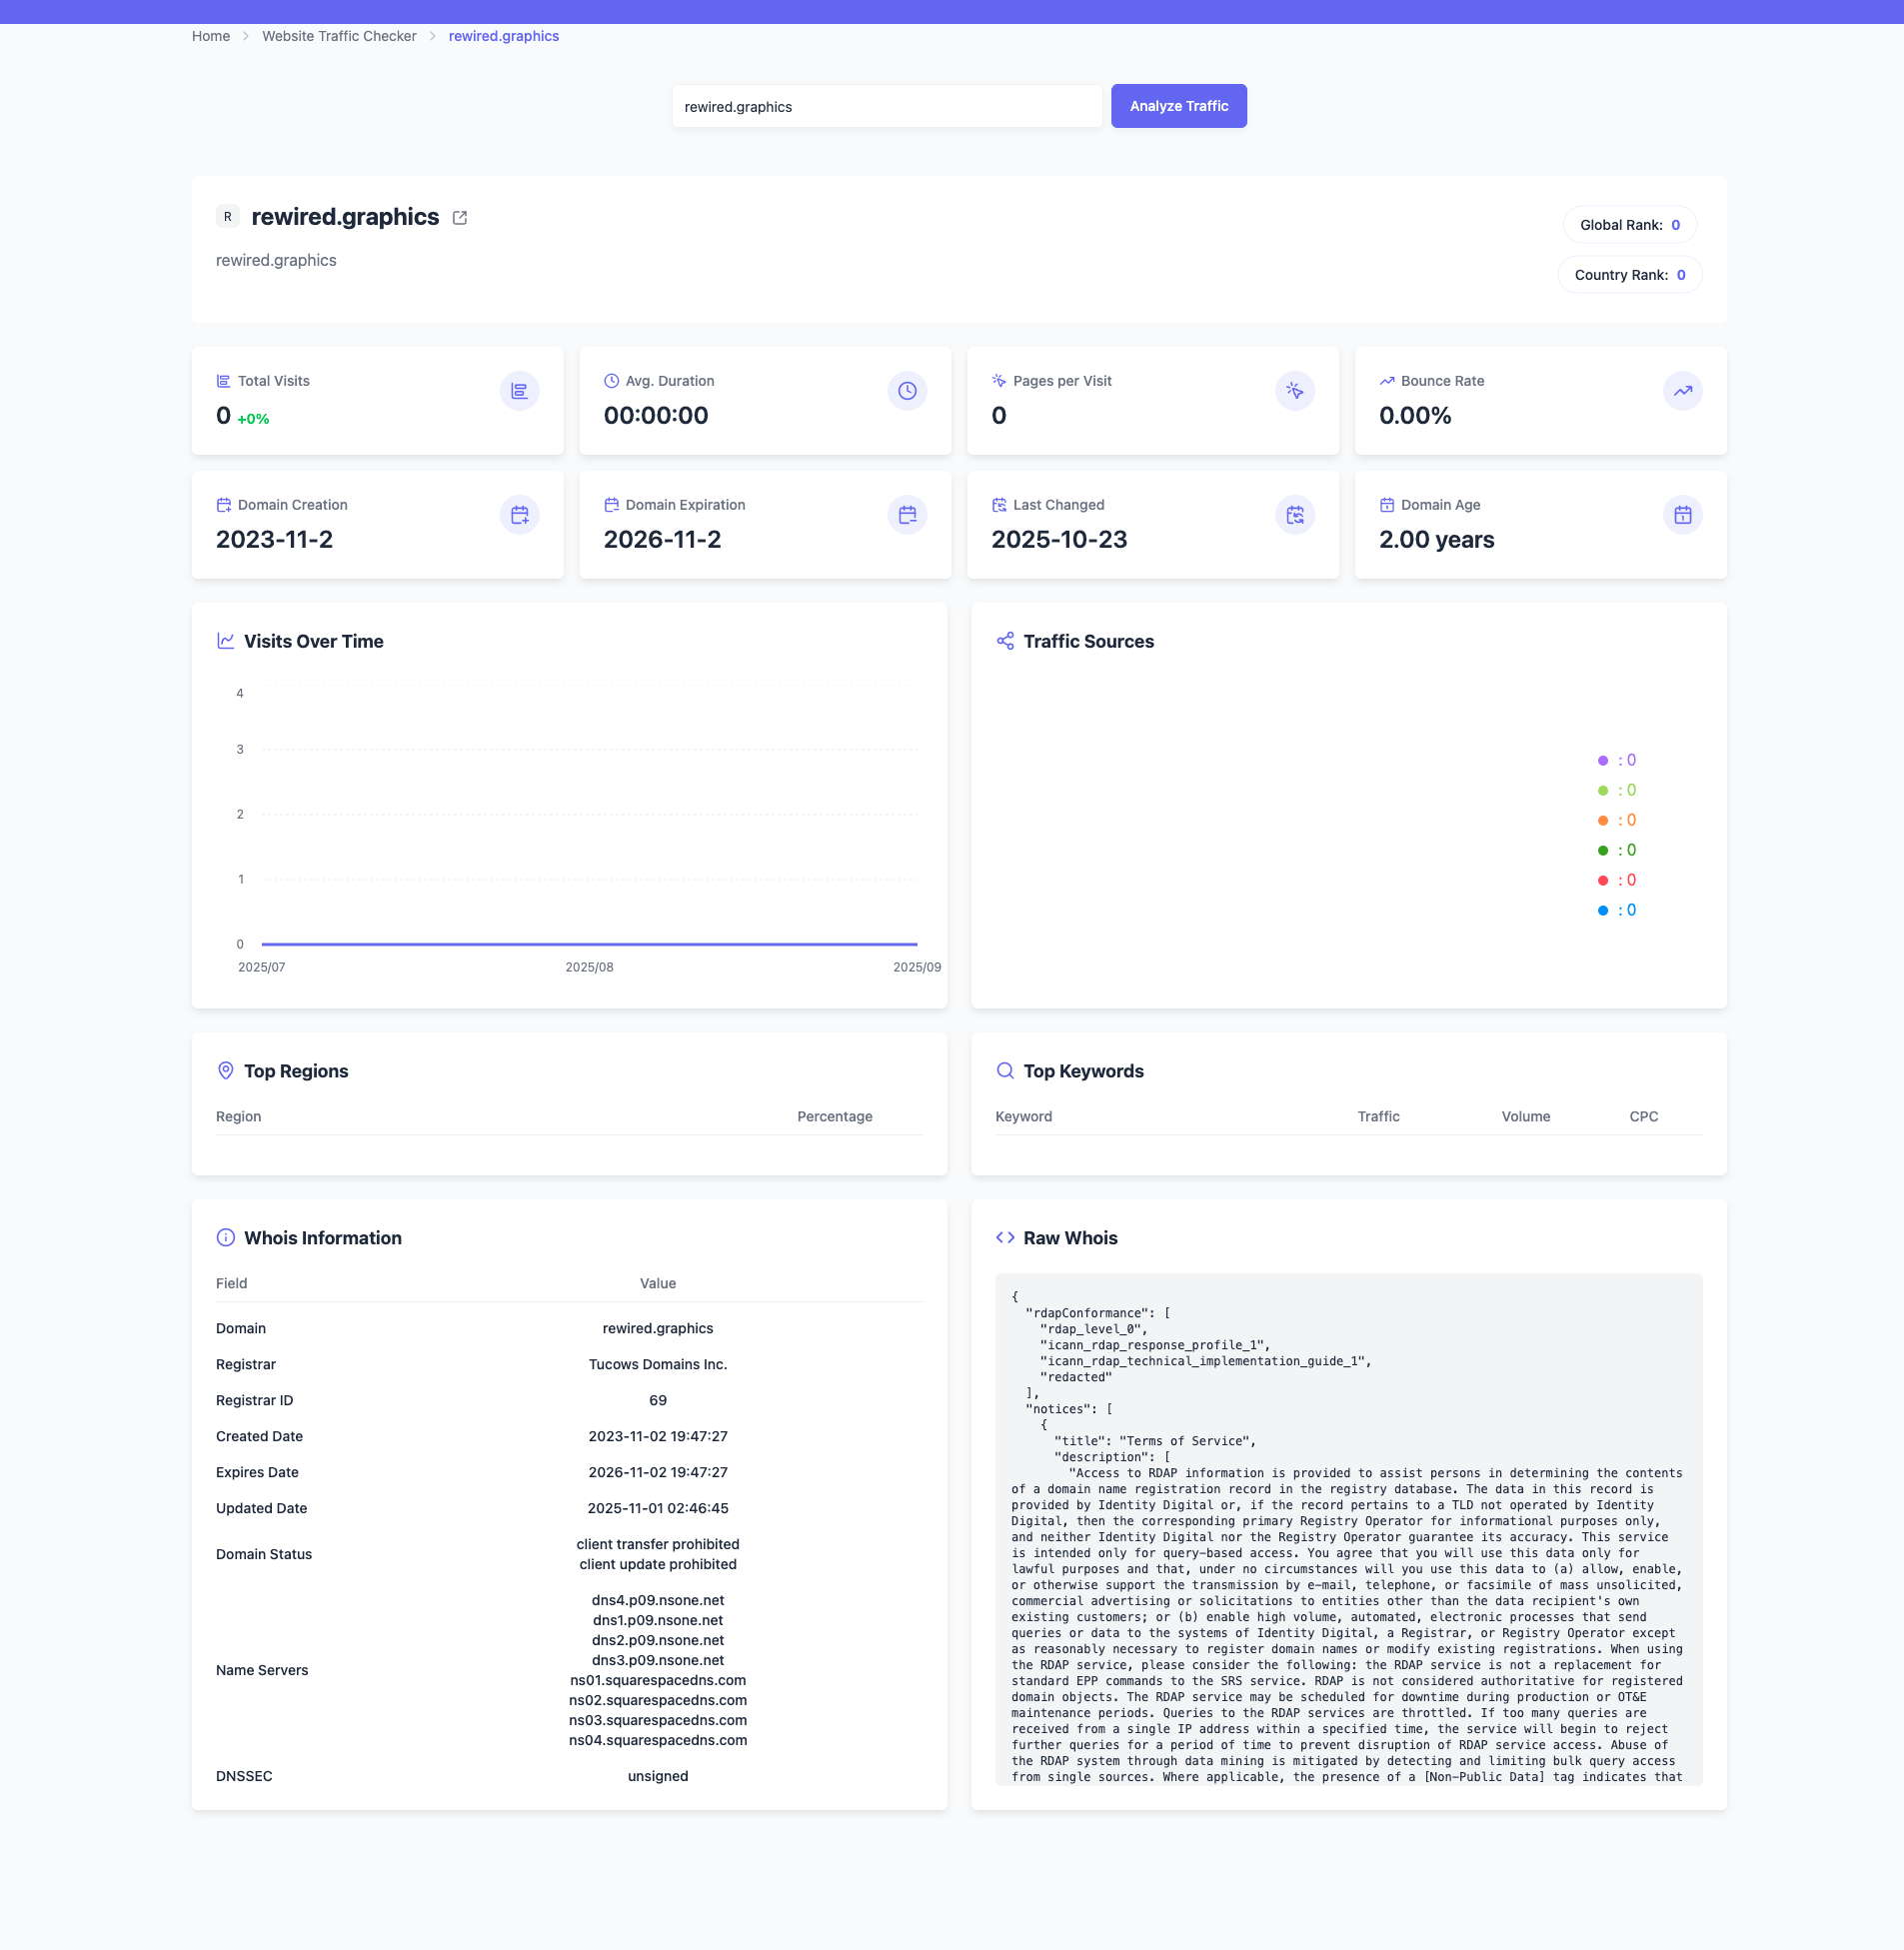 Home > Website Traffic Checker > rewired.graphics
rewired.graphics
Analyze Traffic
R
rewired.graphics
rewired.graphics
Global Rank: 0
Country Rank: 0
Total Visits
0 +0%
Avg. Duration
00:00:00
Pages per Visit
0
Bounce Rate
0.00%
Domain Creation
2023-11-2
Domain Expiration
2026-11-2
Last Changed
2025-10-23
Domain Age
2.00 years
Visits Over Time
4
3
2
1
0
2025/07 2025/08 2025/09
Traffic Sources
: 0
: 0
: 0
: 0
: 0
: 0
Top Regions
Region Percentage
Top Keywords
Keyword Traffic Volume CPC
Whois Information
Field Value
Domain rewired.graphics
Registrar Tucows Domains Inc.
Registrar ID 69
Created Date 2023-11-02 19:47:27
Expires Date 2026-11-02 19:47:27
Updated Date 2025-11-01 02:46:45
Domain Status
client transfer prohibited
client update prohibited
Name Servers
dns4.p09.nsone.net
dns1.p09.nsone.net
dns2.p09.nsone.net
dns3.p09.nsone.net
ns01.squarespacedns.com
ns02.squarespacedns.com
ns03.squarespacedns.com
ns04.squarespacedns.com
DNSSEC unsigned
Raw Whois
{
"rdapConformance": [
"rdap_level_0",
"icann_rdap_response_profile_1",
"icann_rdap_technical_implementation_guide_1",
"redacted"
],
"notices": [
{
"title": "Terms of Service",
"description": [
"Access to RDAP information is provided to assist persons in determining the contents
of a domain name registration record in the registry database. The data in this record is
provided by Identity Digital or, if the record pertains to a TLD not operated by Identity
Digital, then the corresponding primary Registry Operator for informational purposes only,
and neither Identity Digital nor the Registry Operator guarantee its accuracy. This service
is intended only for query-based access. You agree that you will use this data only for
lawful purposes and that, under no circumstances will you use this data to (a) allow, enable,
or otherwise support the transmission by e-mail, telephone, or facsimile of mass unsolicited,
commercial advertising or solicitations to entities other than the data recipient's own
existing customers; or (b) enable high volume, automated, electronic processes that send
queries or data to the systems of Identity Digital, a Registrar, or Registry Operator except
as reasonably necessary to register domain names or modify existing registrations. When using
the RDAP service, please consider the following: the RDAP service is not a replacement for
standard EPP commands to the SRS service. RDAP is not considered authoritative for registered
domain objects. The RDAP service may be scheduled for downtime during production or OT&E
maintenance periods. Queries to the RDAP services are throttled. If too many queries are
received from a single IP address within a specified time, the service will begin to reject
further queries for a period of time to prevent disruption of RDAP service access. Abuse of
the RDAP system through data mining is mitigated by detecting and limiting bulk query access
from single sources. Where applicable, the presence of a [Non-Public Data] tag indicates that